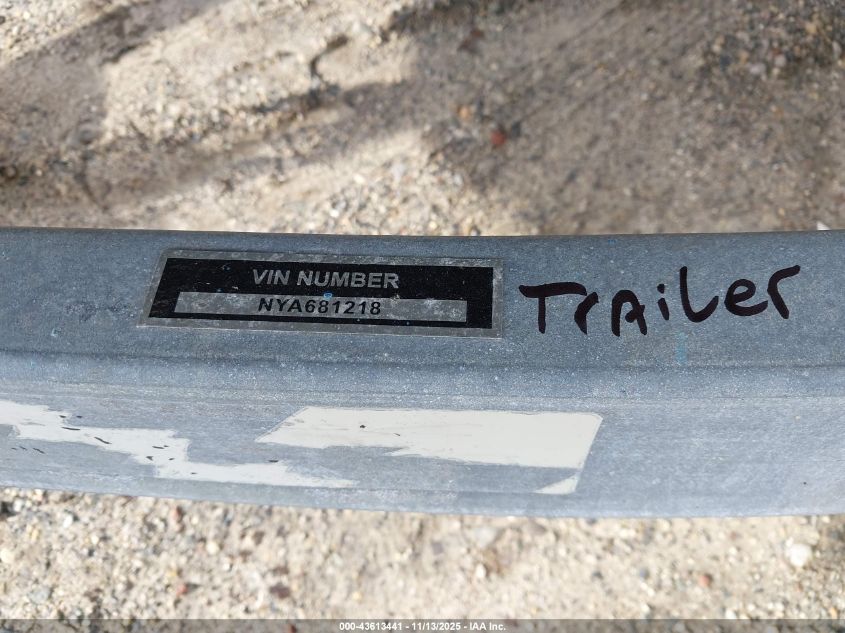 VIN NUMBER
NYA681218
TrAiLer
000-43613441 - 11/13/2025 - IAA Inc.